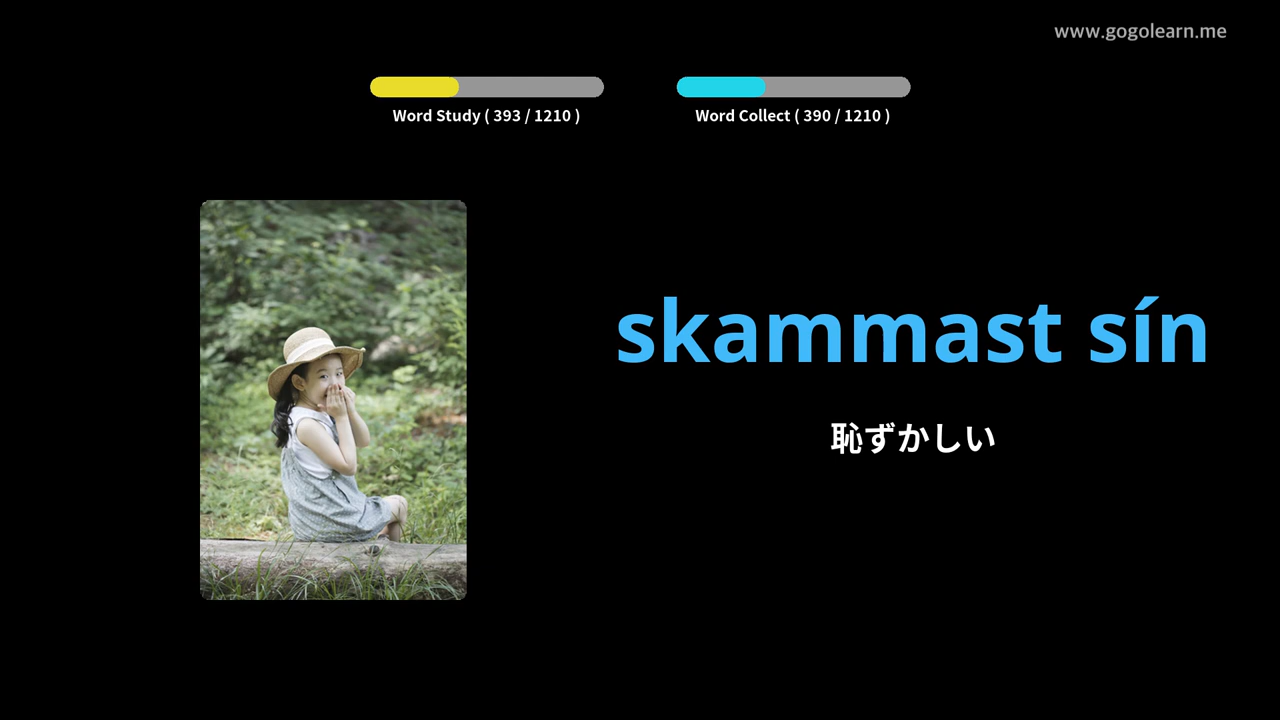 www.gogolearn.me
Word Study ( 393 / 1210 )
Word Collect ( 390 / 1210 )
skammast sín
恥ずかしい